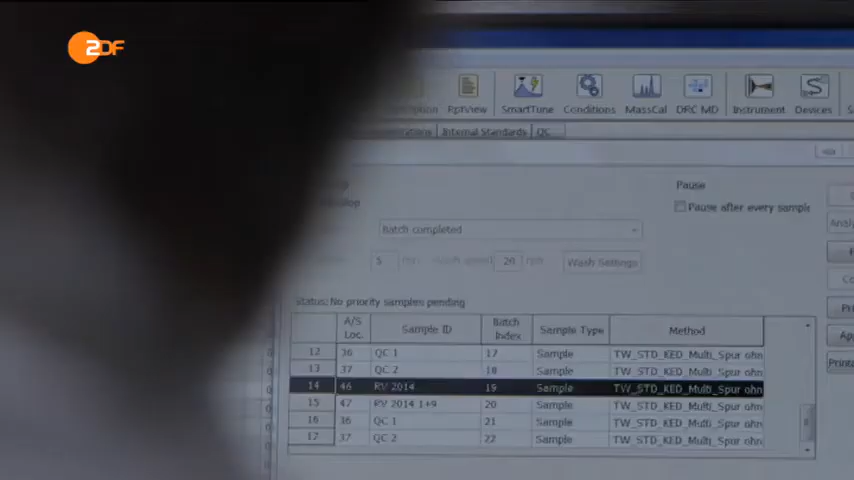 ZDF
RptView SmartTune Conditions MassCal DRC MD Instrument Devices
Internal Standards QC
Pause
Pause after every sample
Batch completed
5 20 Wash Settings
Status: No priority samples pending
A/S Loc. Sample ID Batch Index Sample Type Method
12 36 QC 1 17 Sample TW_STD_KED_Multi_Spur ohn
13 37 QC 2 18 Sample TW_STD_KED_Multi_Spur ohn
14 46 RV 2014 19 Sample TW_STD_KED_Multi_Spur ohn
15 47 RV 2014 1+9 20 Sample TW_STD_KED_Multi_Spur ohn
16 36 QC 1 21 Sample TW_STD_KED_Multi_Spur ohn
17 37 QC 2 22 Sample TW_STD_KED_Multi_Spur ohn